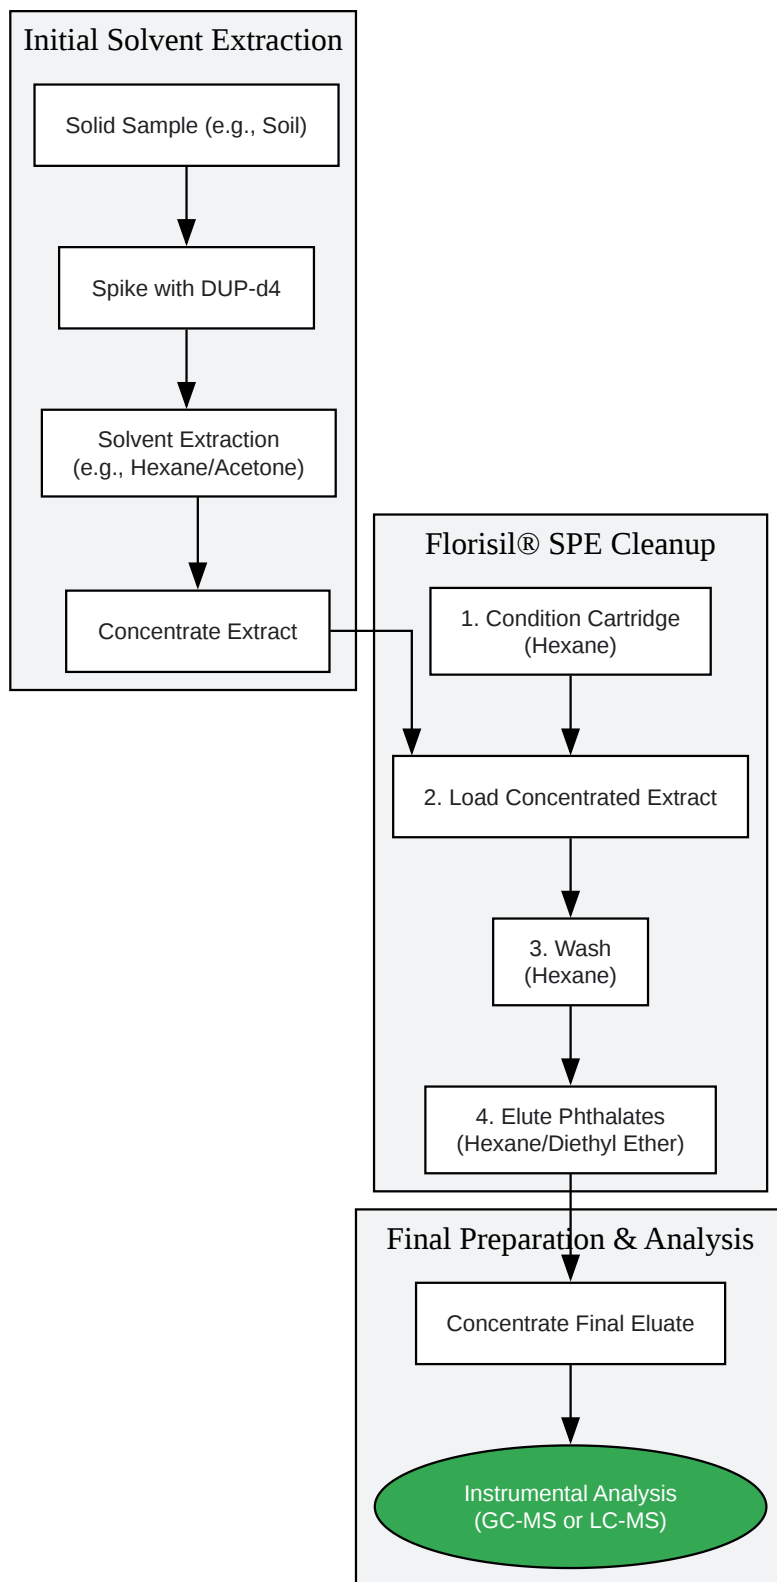 Initial Solvent Extraction
Solid Sample (e.g., Soil)
Spike with DUP-d4
Solvent Extraction
(e.g., Hexane/Acetone)
Concentrate Extract
Florisil® SPE Cleanup
1. Condition Cartridge
(Hexane)
2. Load Concentrated Extract
3. Wash
(Hexane)
4. Elute Phthalates
(Hexane/Diethyl Ether)
Final Preparation & Analysis
Concentrate Final Eluate
Instrumental Analysis
(GC-MS or LC-MS)